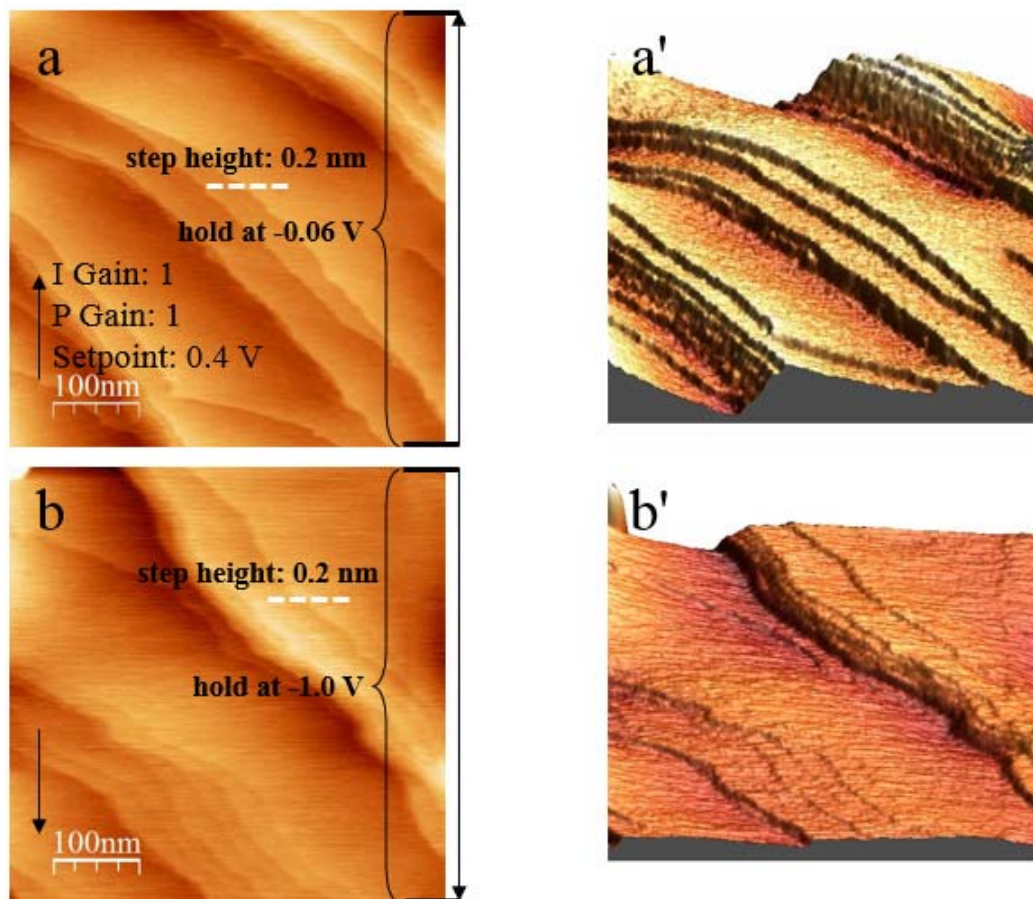 a
step height: 0.2 nm
hold at -0.06 V
I Gain: 1
P Gain: 1
Setpoint: 0.4 V
100nm
a'
b
step height: 0.2 nm
hold at -1.0 V
100nm
b'